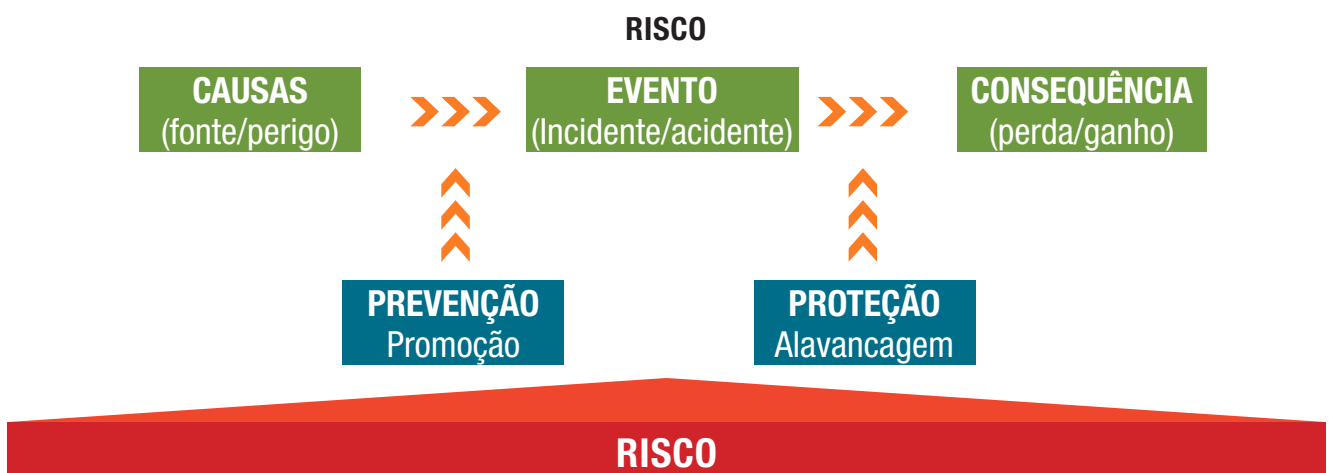 RISCO
CAUSAS
(fonte/perigo)
EVENTO
(Incidente/acidente)
CONSEQUÊNCIA
(perda/ganho)
PREVENÇÃO
Promoção
PROTEÇÃO
Alavancagem
RISCO